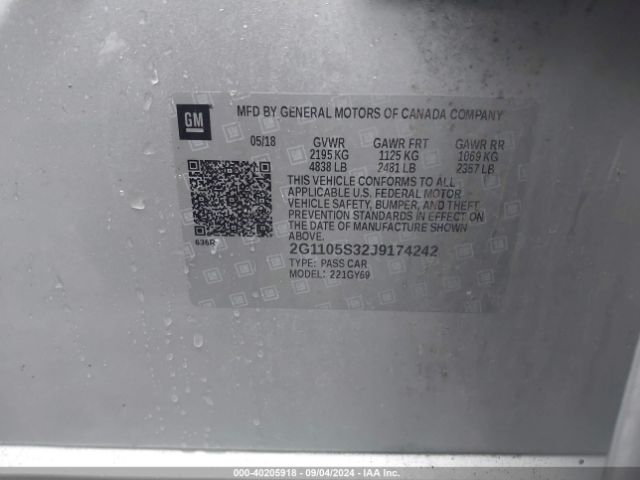 GM
MFD BY GENERAL MOTORS OF CANADA COMPANY
05/18 GVWR GAWR FRT GAWR RR
2195 KG 1125 KG 1069 KG
4838 LB 2481 LB 2357 LB
THIS VEHICLE CONFORMS TO ALL
APPLICABLE U.S. FEDERAL MOTOR
VEHICLE SAFETY, BUMPER, AND THEFT
PREVENTION STANDARDS IN EFFECT ON
THE DATE OF MANUFACTURE SHOWN
ABOVE.
636R
2G1105S32J9174242
TYPE: PASS CAR
MODEL: 221GY69
000-40205918 - 09/04/2024 - IAA Inc.